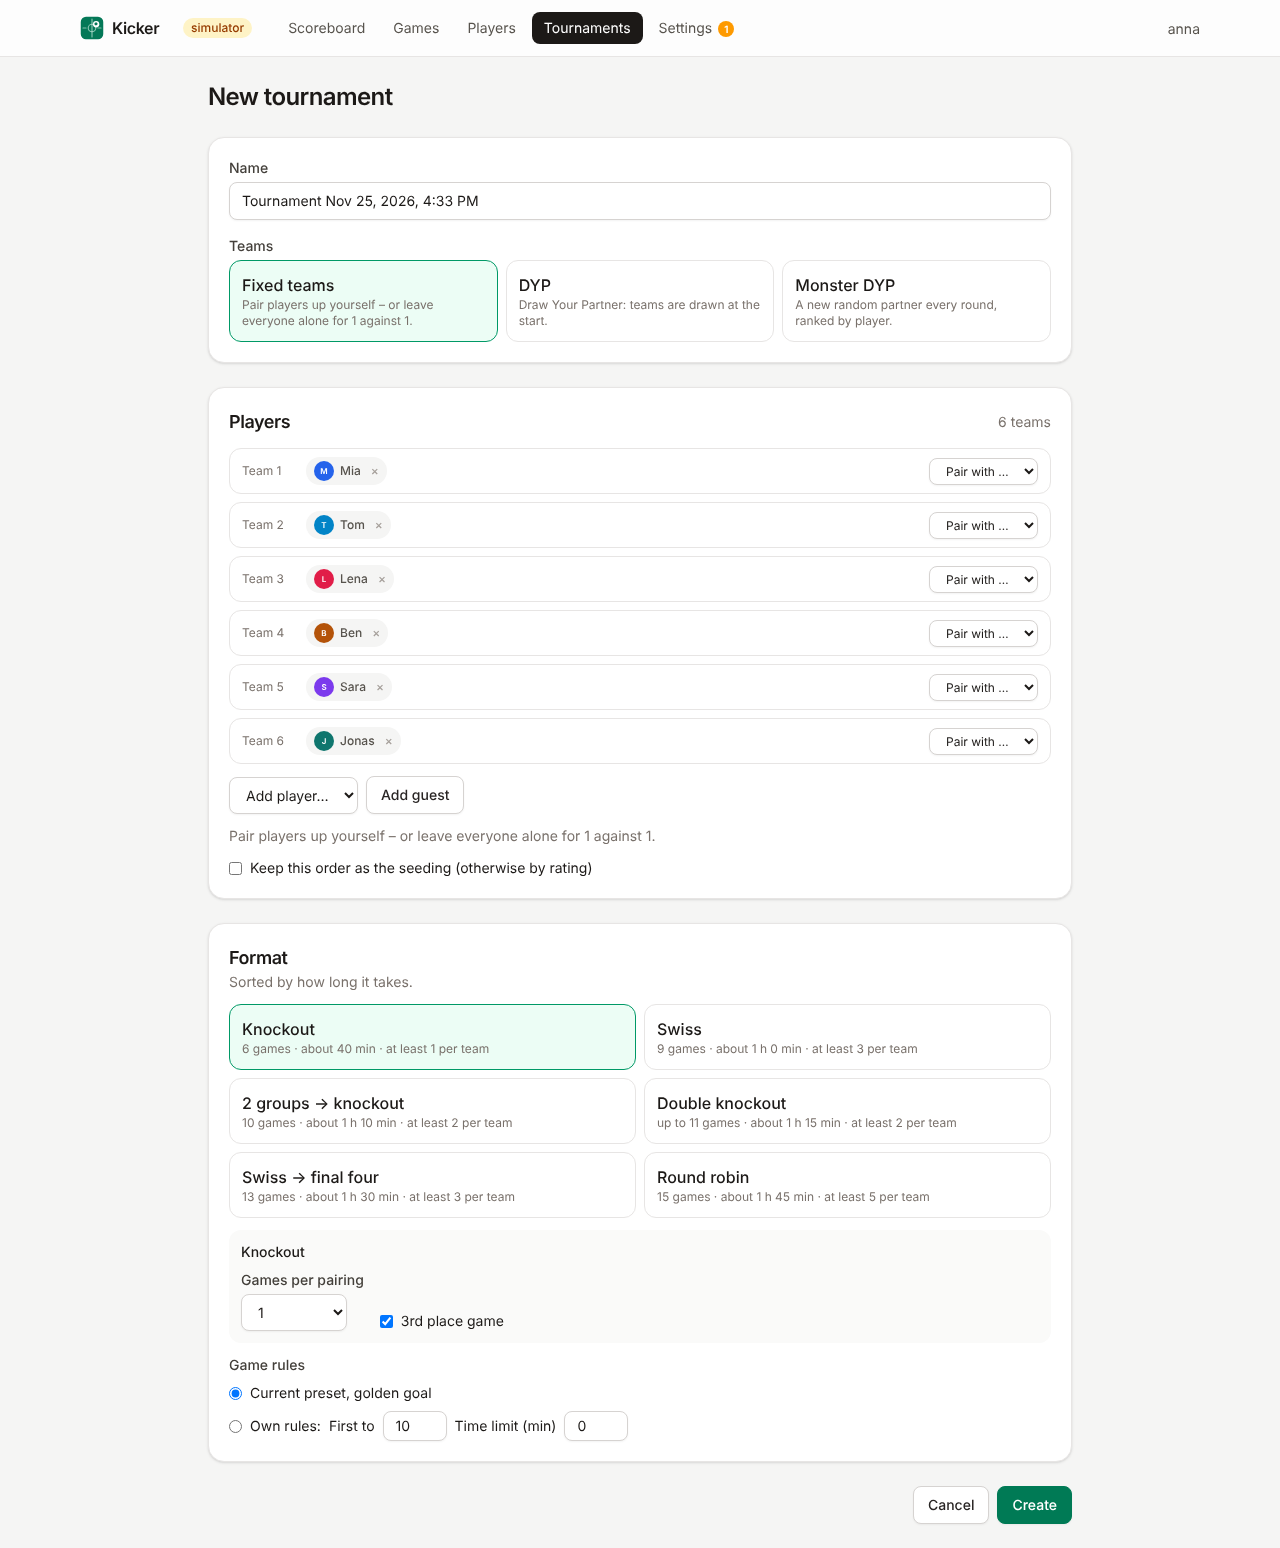 Kicker simulator Scoreboard Games Players Tournaments Settings 1 anna
New tournament
Name
Tournament Nov 25, 2026, 4:33 PM
Teams
Fixed teams
Pair players up yourself – or leave
everyone alone for 1 against 1.
DYP
Draw Your Partner: teams are drawn at the
start.
Monster DYP
A new random partner every round,
ranked by player.
Players 6 teams
Team 1 M Mia × Pair with ...
Team 2 T Tom × Pair with ...
Team 3 L Lena × Pair with ...
Team 4 B Ben × Pair with ...
Team 5 S Sara × Pair with ...
Team 6 J Jonas × Pair with ...
Add player... Add guest
Pair players up yourself – or leave everyone alone for 1 against 1.
Keep this order as the seeding (otherwise by rating)
Format
Sorted by how long it takes.
Knockout
6 games · about 40 min · at least 1 per team
Swiss
9 games · about 1 h 0 min · at least 3 per team
2 groups → knockout
10 games · about 1 h 10 min · at least 2 per team
Double knockout
up to 11 games · about 1 h 15 min · at least 2 per team
Swiss → final four
13 games · about 1 h 30 min · at least 3 per team
Round robin
15 games · about 1 h 45 min · at least 5 per team
Knockout
Games per pairing
1 3rd place game
Game rules
Current preset, golden goal
Own rules: First to 10 Time limit (min) 0
Cancel Create